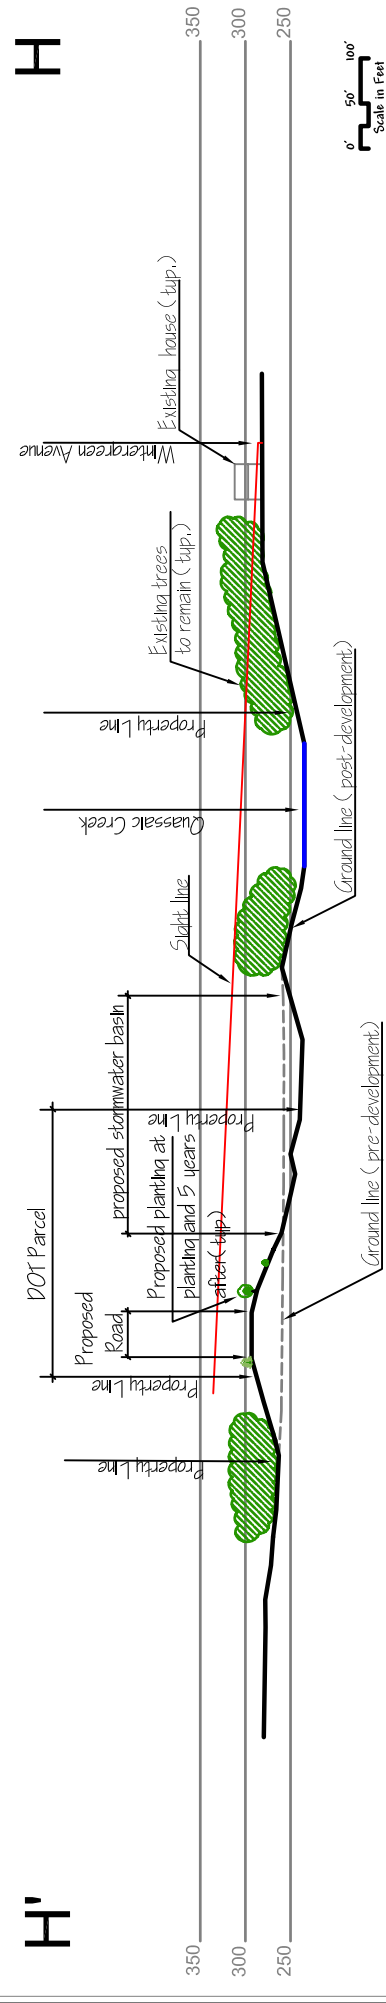 H'
H
350
300
250
350
300
250
DOT Parcel
Proposed
Road
proposed stormwater basin
Proposed planting at
planting and 5 years
after(typ)
Property Line
Property Line
Property Line
Sight line
Quassaic Creek
Property Line
Existing trees
to remain (typ.)
Existing house (typ.)
Wintergreen Avenue
Ground line (pre-development)
Ground line (post-development)
0' 50' 100'
Scale in Feet